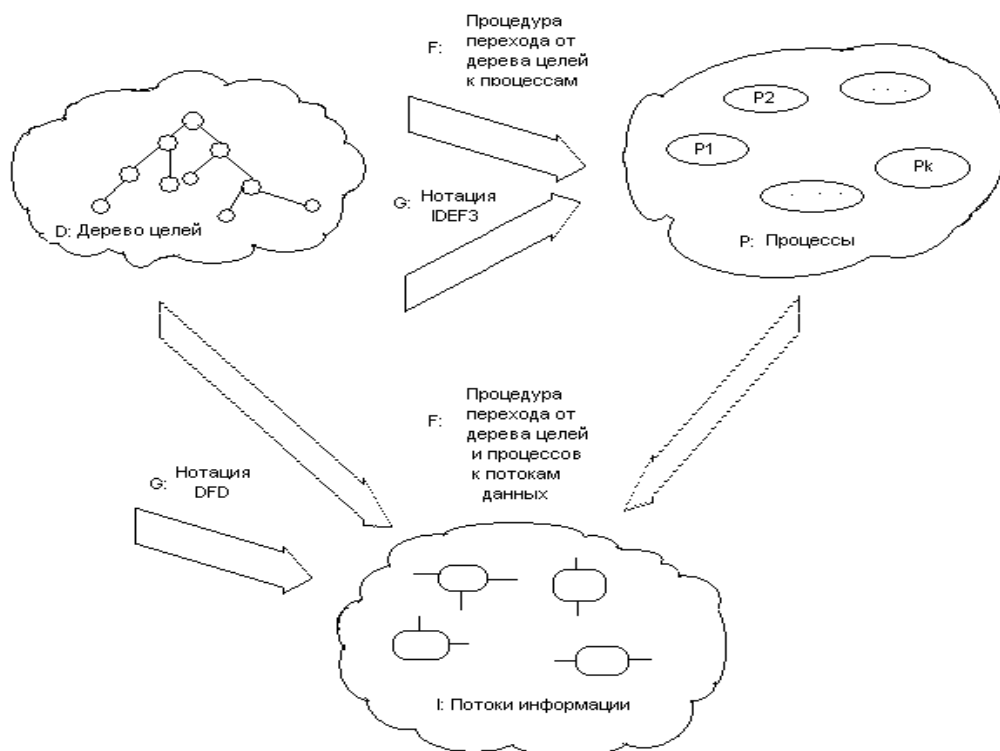 F: Процедура
перехода от
дерева целей
к процессам
P2
. . .
P1
Pk
. . .
G: Нотация
IDEF3
D: Дерево целей
P: Процессы
F: Процедура
перехода от
дерева целей
и процессов
к потокам
данных
G: Нотация
DFD
I: Потоки информации